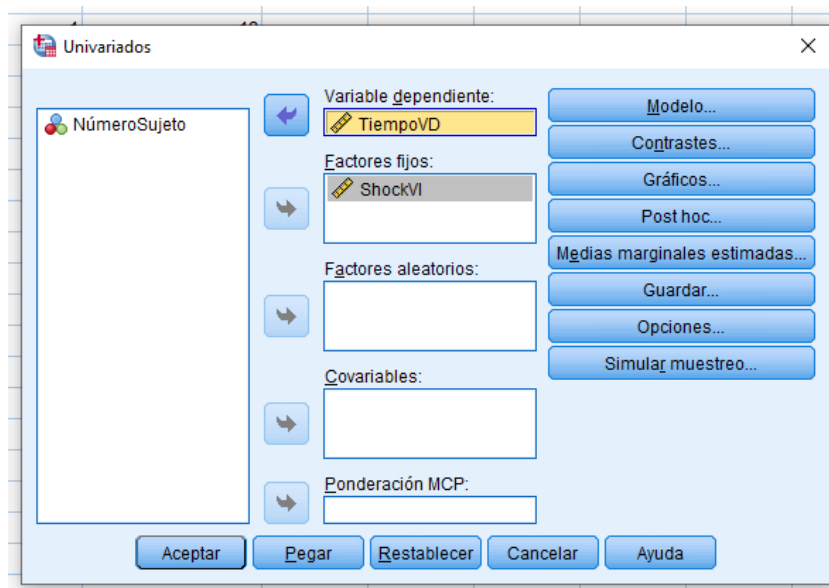 Univariados
NúmeroSujeto
Variable dependiente:
TiempoVD
Factores fijos:
ShockVI
Factores aleatorios:
Covariables:
Ponderación MCP:
Modelo...
Contrastes...
Gráficos...
Post hoc...
Medias marginales estimadas...
Guardar...
Opciones...
Simular muestreo...
Aceptar
Pegar
Restablecer
Cancelar
Ayuda